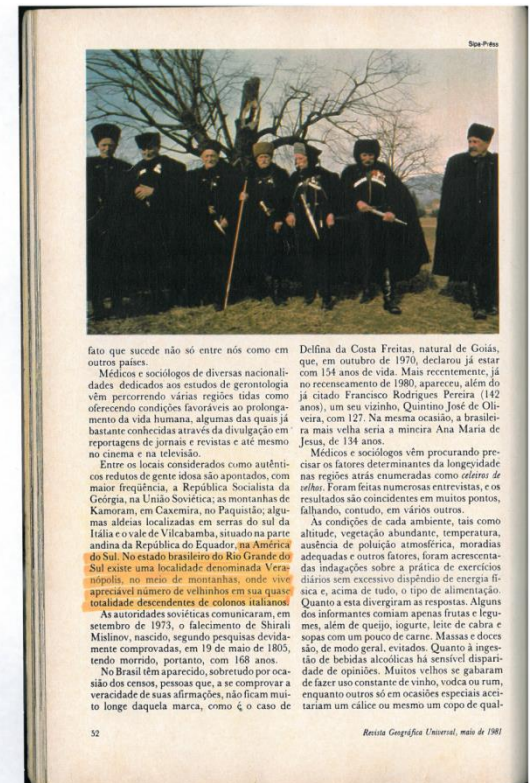 Sipa-Press
fato que sucede não só entre nós como em
outros países.
Médicos e sociólogos de diversas nacionali-
dades dedicados aos estudos de gerontologia
vêm percorrendo várias regiões tidas como
oferecendo condições favoráveis ao prolonga-
mento da vida humana, algumas das quais já
bastante conhecidas através da divulgação em
reportagens de jornais e revistas e até mesmo
no cinema e na televisão.
Entre os locais considerados como autênti-
cos redutos de gente idosa são apontados, com
maior freqüência, a República Socialista da
Geórgia, na União Soviética; as montanhas de
Kamoram, em Caxemira, no Paquistão; algu-
mas aldeias localizadas em serras do sul da
Itália e o vale de Vilcabamba, situado na parte
andina da República do Equador, na América
do Sul. No estado brasileiro do Rio Grande do
Sul existe uma localidade denominada Vera-
nópolis, no meio de montanhas, onde vive
apreciável número de velhinhos em sua quase
totalidade descendentes de colonos italianos.
As autoridades soviéticas comunicaram, em
setembro de 1973, o falecimento de Shirali
Mislinov, nascido, segundo pesquisas devida-
mente comprovadas, em 19 de maio de 1805,
tendo morrido, portanto, com 168 anos.
No Brasil têm aparecido, sobretudo por oca-
sião dos censos, pessoas que, a se comprovar a
veracidade de suas afirmações, não ficam mui-
to longe daquela marca, como é o caso de
Delfina da Costa Freitas, natural de Goiás,
que, em outubro de 1970, declarou já estar
com 154 anos de vida. Mais recentemente, já
no recenseamento de 1980, apareceu, além do
já citado Francisco Rodrigues Pereira (142
anos), um seu vizinho, Quintino José de Oli-
veira, com 127. Na mesma ocasião, a brasilei-
ra mais velha seria a mineira Ana Maria de
Jesus, de 134 anos.
Médicos e sociólogos vêm procurando pre-
cisar os fatores determinantes da longevidade
nas regiões atrás enumeradas como celeiros de
velhos. Foram feitas numerosas entrevistas, e os
resultados são coincidentes em muitos pontos,
falhando, contudo, em vários outros.
As condições de cada ambiente, tais como
altitude, vegetação abundante, temperatura,
ausência de poluição atmosférica, moradias
adequadas e outros fatores, foram acrescenta-
das indagações sobre a prática de exercícios
diários sem excessivo dispêndio de energia fí-
sica e, acima de tudo, o tipo de alimentação.
Quanto a esta divergiram as respostas. Alguns
dos informantes comiam apenas frutas e legu-
mes, além de queijo, iogurte, leite de cabra e
sopas com um pouco de carne. Massas e doces
são, de modo geral, evitados. Quanto à inges-
tão de bebidas alcoólicas há sensível dispari-
dade de opiniões. Muitos velhos se gabaram
de fazer uso constante de vinho, vodca ou rum,
enquanto outros só em ocasiões especiais acei-
tariam um cálice ou mesmo um copo de qual-
52
Revista Geográfica Universal, maio de 1981